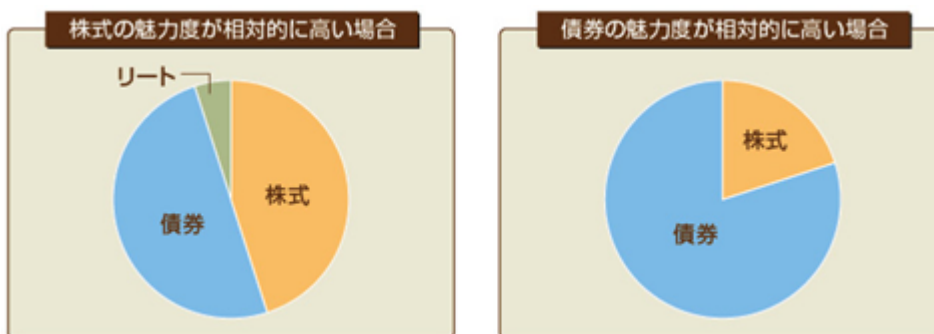 株式の魅力度が相対的に高い場合
リート
株式
債券
債券の魅力度が相対的に高い場合
株式
債券